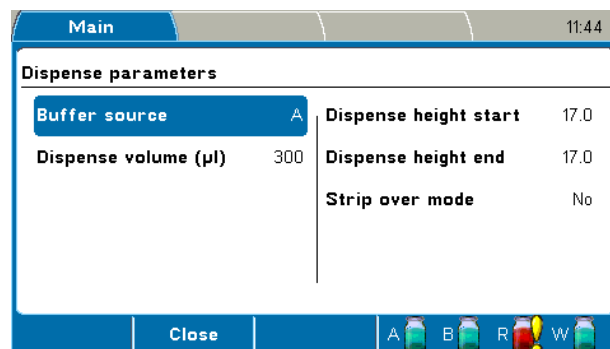 Main 11:44
Dispense parameters
Buffer source A
Dispense volume (µl) 300
Dispense height start 17.0
Dispense height end 17.0
Strip over mode No
Close A B R W